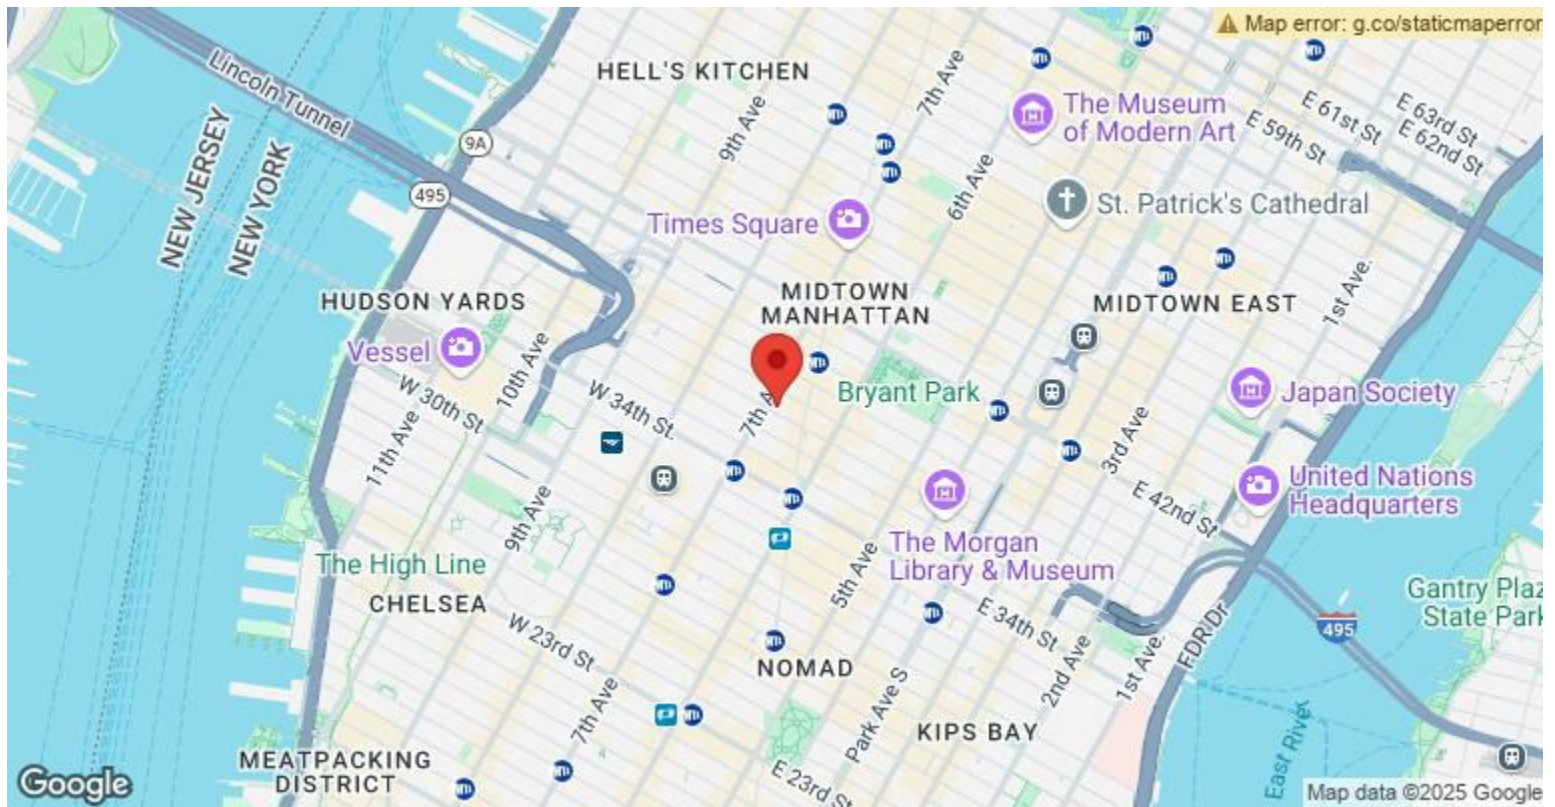 Map error: g.co/staticmaperror
Lincoln Tunnel
HELL'S KITCHEN
7th Ave
9th Ave
The Museum
of Modern Art
E 61st St
E 63rd St
E 59th St
E 62nd St
9A
495
NEW JERSEY
NEW YORK
6th Ave
St. Patrick's Cathedral
Times Square
HUDSON YARDS
MIDTOWN
MANHATTAN
MIDTOWN EAST
1st Ave.
Vessel
10th Ave
W 30th St
W 34th St.
7th A
Bryant Park
Japan Society
11th Ave
3rd Ave
9th Ave
E 42nd St
United Nations
Headquarters
The High Line
CHELSEA
5th Ave
The Morgan
Library & Museum
E 34th St
Gantry Plaz
State Park
495
FDR Dr
W 23rd St
NOMAD
2nd Ave
1st Ave.
7th Ave
Park Ave S
KIPS BAY
MEATPACKING
DISTRICT
E 23rd St
East River
Google
Map data ©2025 Google